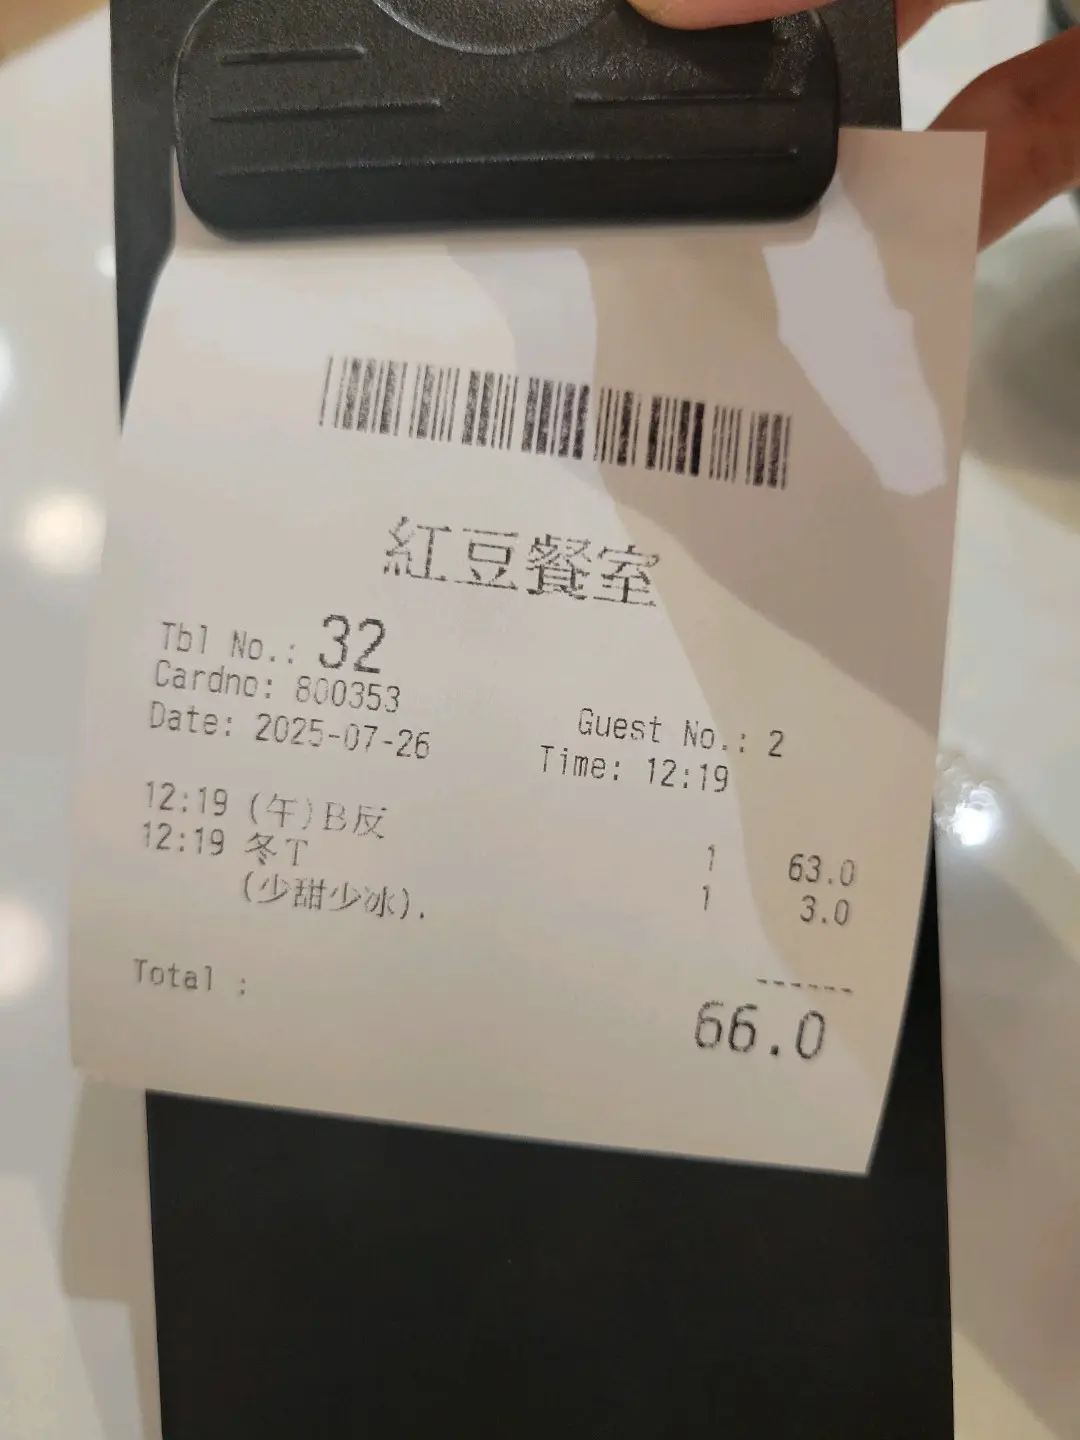 紅豆餐室
Tbl No.: 32
Cardno: 800353
Guest No.: 2
Date: 2025-07-26
Time: 12:19
12:19 (午)B反 1 63.0
12:19 冬T 1 3.0
(少甜少冰).
------
Total : 66.0